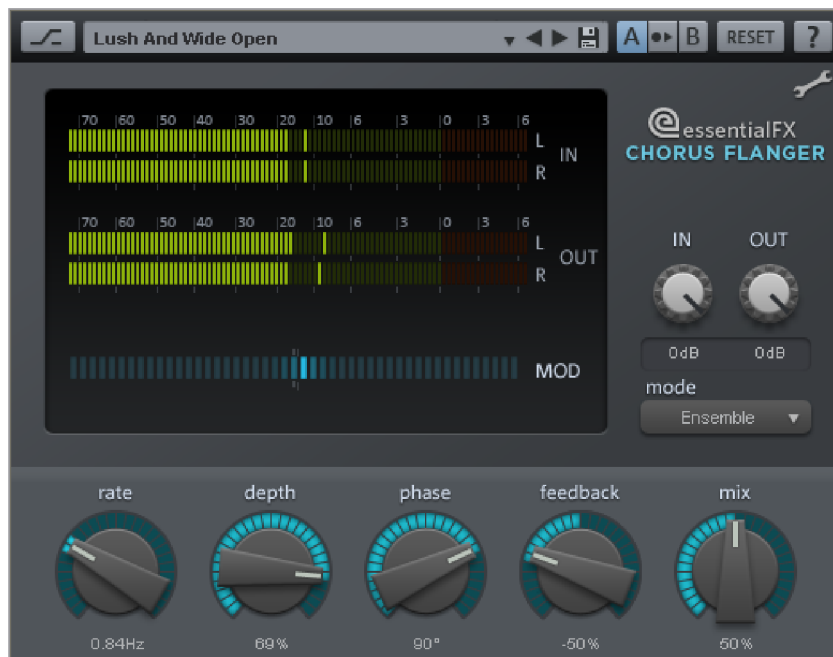 Lush And Wide Open
A B RESET ?
70 60 50 40 30 20 10 6 3 0 3 6
L
IN
R
70 60 50 40 30 20 10 6 3 0 3 6
L
OUT
R
MOD
essentialFX
CHORUS FLANGER
IN OUT
0dB 0dB
mode
Ensemble
rate depth phase feedback mix
0.84Hz 69% 90° -50% 50%